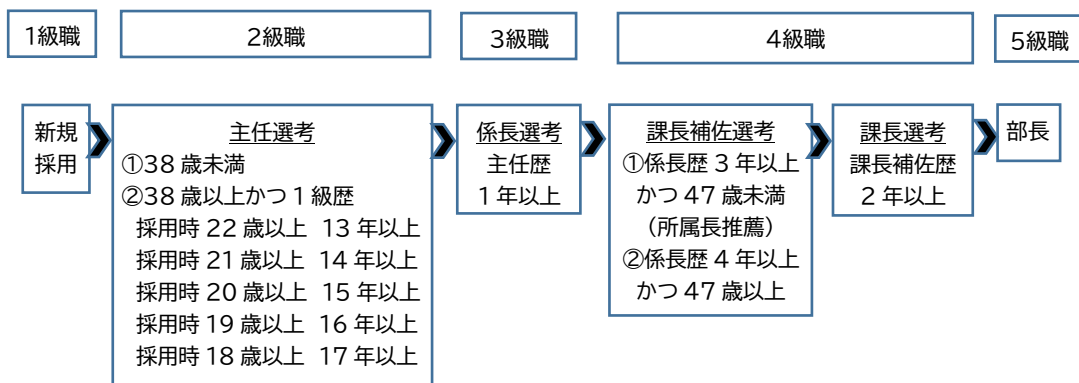 1級職
2級職
3級職
4級職
5級職
新規
採用
主任選考
①38 歳未満
②38 歳以上かつ 1 級歴
採用時 22 歳以上 13 年以上
採用時 21 歳以上 14 年以上
採用時 20 歳以上 15 年以上
採用時 19 歳以上 16 年以上
採用時 18 歳以上 17 年以上
係長選考
主任歴
1 年以上
課長補佐選考
①係長歴 3 年以上
かつ 47 歳未満
（所属長推薦）
②係長歴 4 年以上
かつ 47 歳以上
課長選考
課長補佐歴
2 年以上
部長